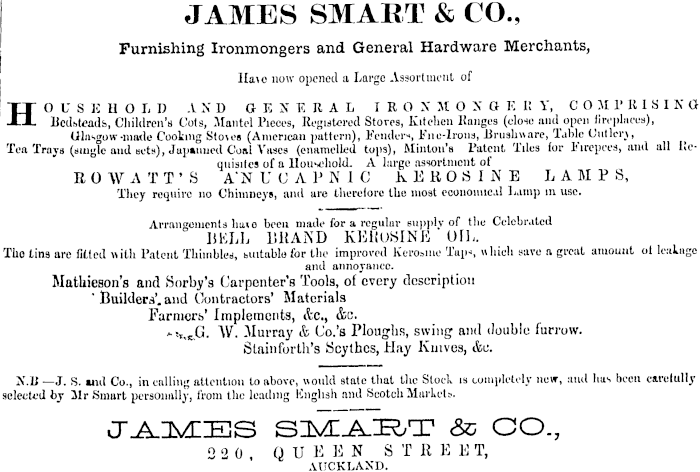 JAMES SMART & CO.,
Furnishing Ironmongers and General Hardware Merchants,
Have now opened a Large Assortment of
HOUSEHOLD AND GENERAL IRONMONGERY, COMPRISING
Bedsteads, Children's Cots, Mantel Pieces, Registered Stoves, Kitchen Ranges (close and open fireplaces),
Glasgow-made Cooking Stoves (American pattern), Fenders, Fire-Irons, Brushware, Table Cutlery,
Tea Trays (single and sets), Japanned Coal Vases (enamelled tops), Minton's Patent Tiles for Firepces, and all Re-
quisites of a Household. A large assortment of
ROWATT'S ANUCAPNIC KEROSINE LAMPS,
They require no Chimneys, and are therefore the most economical Lamp in use.
Arrangements have been made for a regular supply of the Celebrated
BELL BRAND KEROSINE OIL.
The tins are fitted with Patent Thimbles, suitable for the improved Kerosine Taps, which save a great amount of leakage
and annoyance.
Mathieson's and Sorby's Carpenter's Tools, of every description
Builders' and Contractors' Materials
Farmers' Implements, &c., &c.
G. W. Murray & Co.'s Ploughs, swing and double furrow.
Stainforth's Scythes, Hay Knives, &c.
N.B—J. S. and Co., in calling attention to above, would state that the Stock is completely new, and has been carefully
selected by Mr Smart personally, from the leading English and Scotch Markets.
JAMES SMART & CO.,
220, QUEEN STREET,
AUCKLAND.